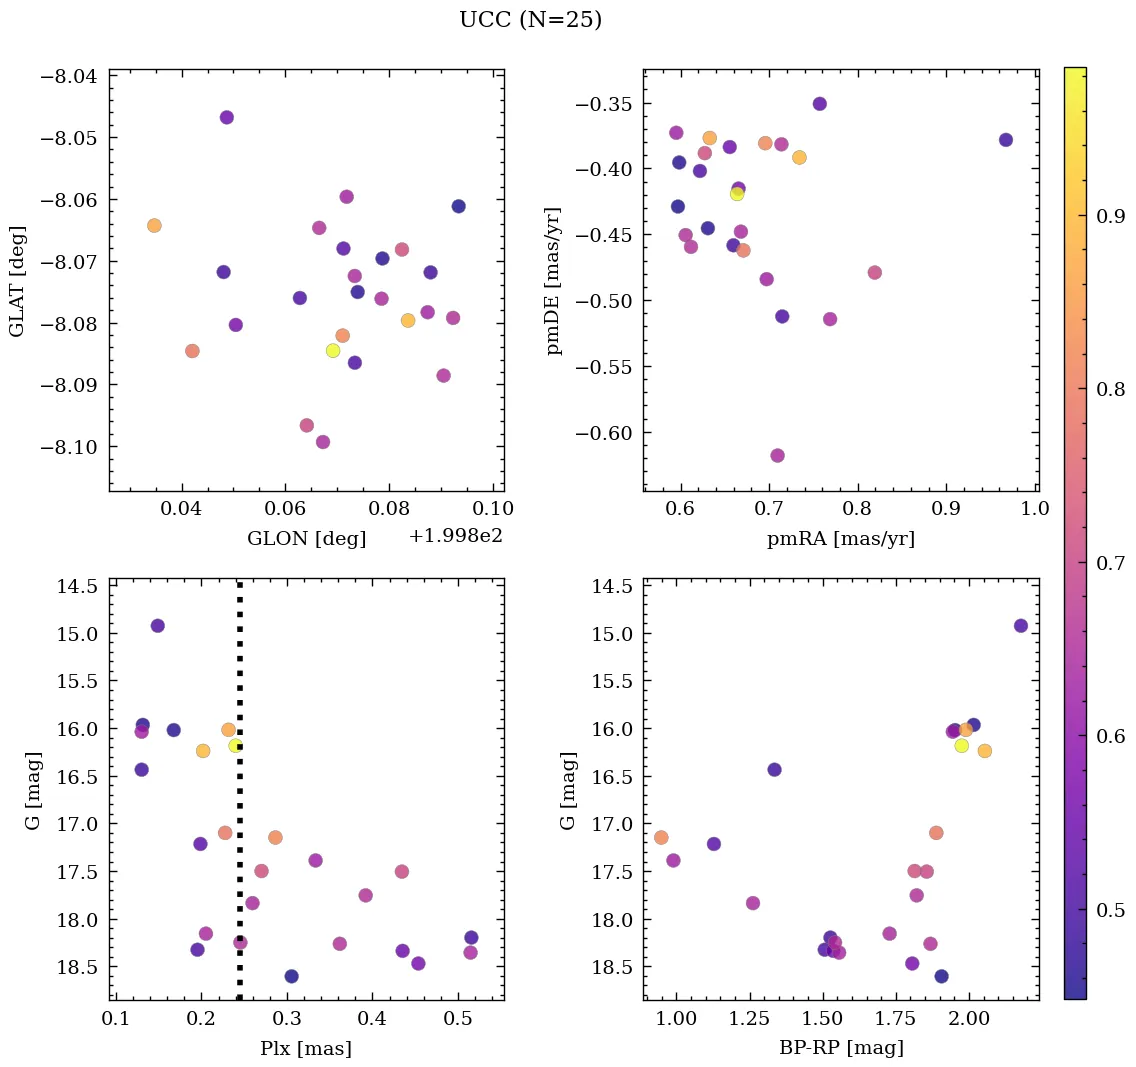 UCC (N=25)
−8.04
−8.05
−8.06
−8.07
−8.08
−8.09
−8.10
GLAT [deg]
0.04 0.06 0.08 0.10
GLON [deg]
+1.998e2
−0.35
−0.40
−0.45
−0.50
−0.55
−0.60
pmDE [mas/yr]
0.6 0.7 0.8 0.9 1.0
pmRA [mas/yr]
14.5
15.0
15.5
16.0
16.5
17.0
17.5
18.0
18.5
G [mag]
0.1 0.2 0.3 0.4 0.5
Plx [mas]
14.5
15.0
15.5
16.0
16.5
17.0
17.5
18.0
18.5
G [mag]
1.00 1.25 1.50 1.75 2.00
BP-RP [mag]
0.9
0.8
0.7
0.6
0.5